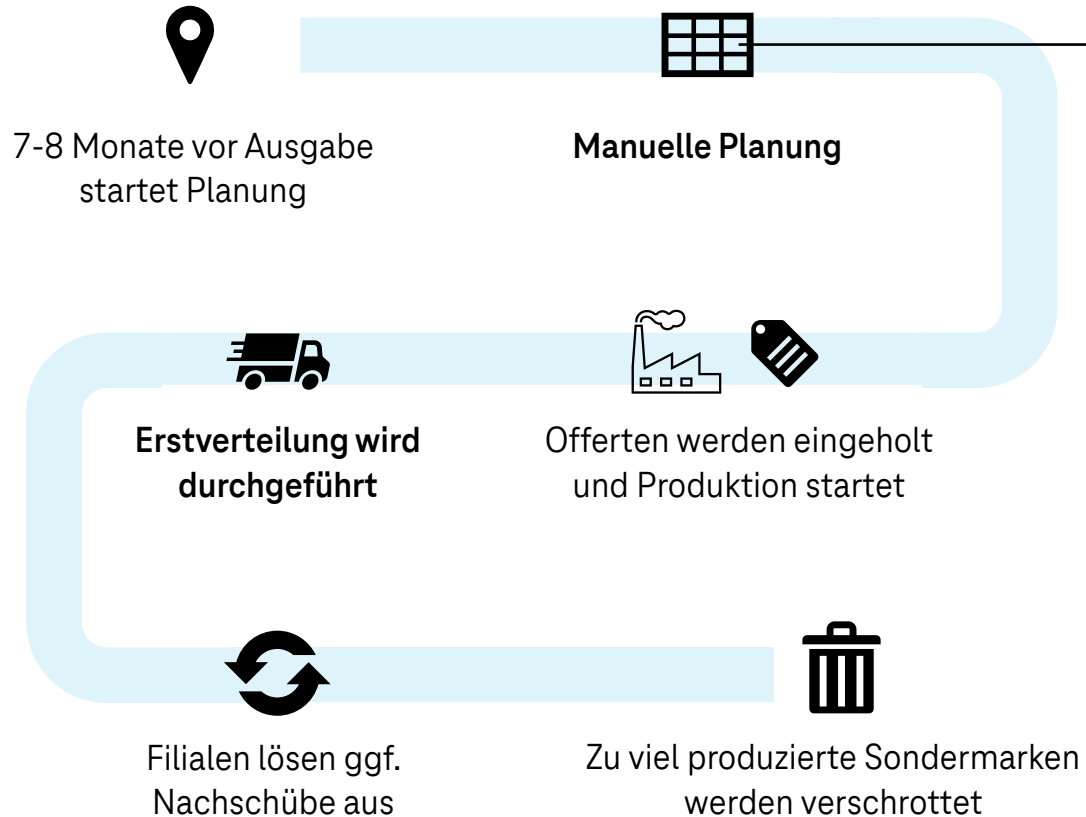 7-8 Monate vor Ausgabe
startet Planung
Manuelle Planung
Offerten werden eingeholt
und Produktion startet
Erstverteilung wird
durchgeführt
Filialen lösen ggf.
Nachschübe aus
Zu viel produzierte Sondermarken
werden verschrottet